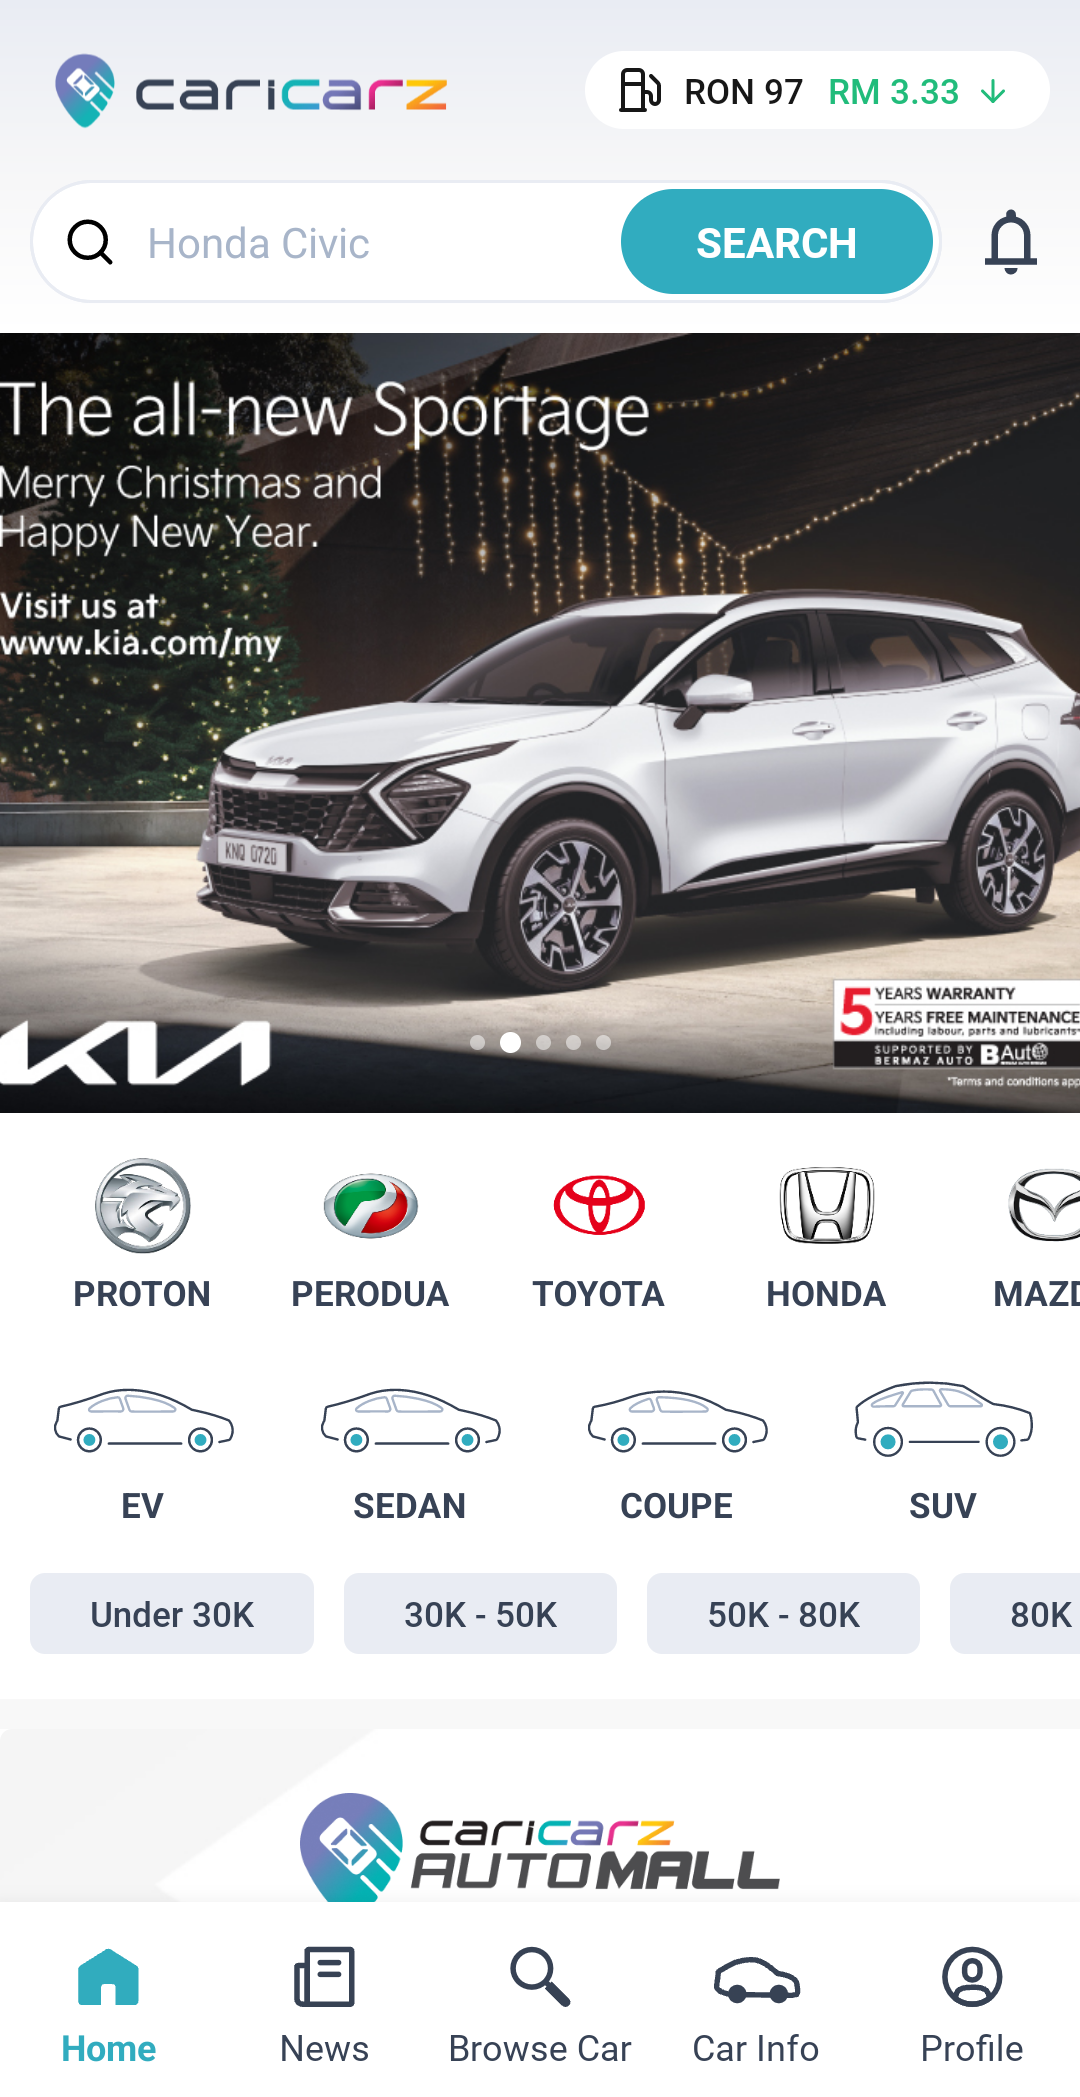 caricarz
RON 97 RM 3.33
Honda Civic
SEARCH
The all-new Sportage
Merry Christmas and
Happy New Year.
Visit us at
www.kia.com/my
KNQ 0720
KIA
5 YEARS WARRANTY
YEARS FREE MAINTENANCE
Including labour, parts and lubricants*
SUPPORTED BY
BERMAZ AUTO
BAuto
*Terms and conditions app
PROTON
PERODUA
TOYOTA
HONDA
MAZD
EV
SEDAN
COUPE
SUV
Under 30K
30K - 50K
50K - 80K
80K
caricarz
AUTOMALL
Home
News
Browse Car
Car Info
Profile